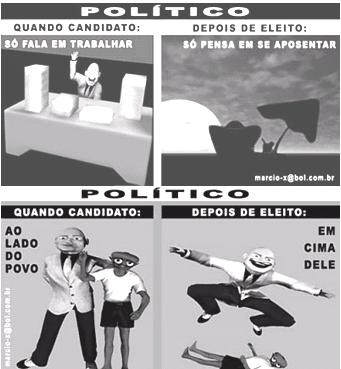 POLÍTICO
QUANDO CANDIDATO:
SÓ FALA EM TRABALHAR
DEPOIS DE ELEITO:
SÓ PENSA EM SE APOSENTAR
marcio-x@bol.com.br
POLÍTICO
QUANDO CANDIDATO:
AO
LADO
DO
POVO
marcio-x@bol.com.br
DEPOIS DE ELEITO:
EM
CIMA
DELE